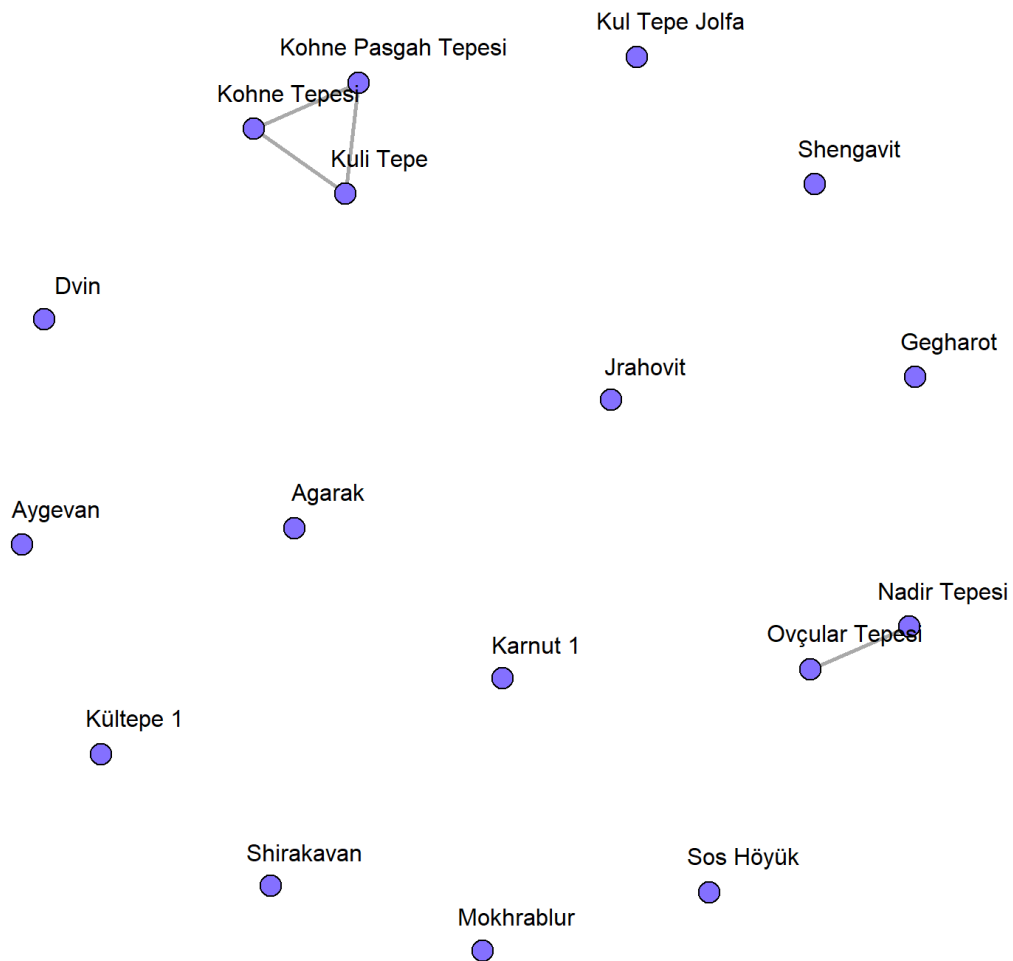 Kul Tepe Jolfa
Kohne Pasgah Tepesi
Kohne Tepesi
Shengavit
Kuli Tepe
Dvin
Gegharot
Jrahovit
Agarak
Aygevan
Nadir Tepesi
Ovçular Tepesi
Karnut 1
Kültepe 1
Shirakavan
Sos Höyük
Mokhrablur